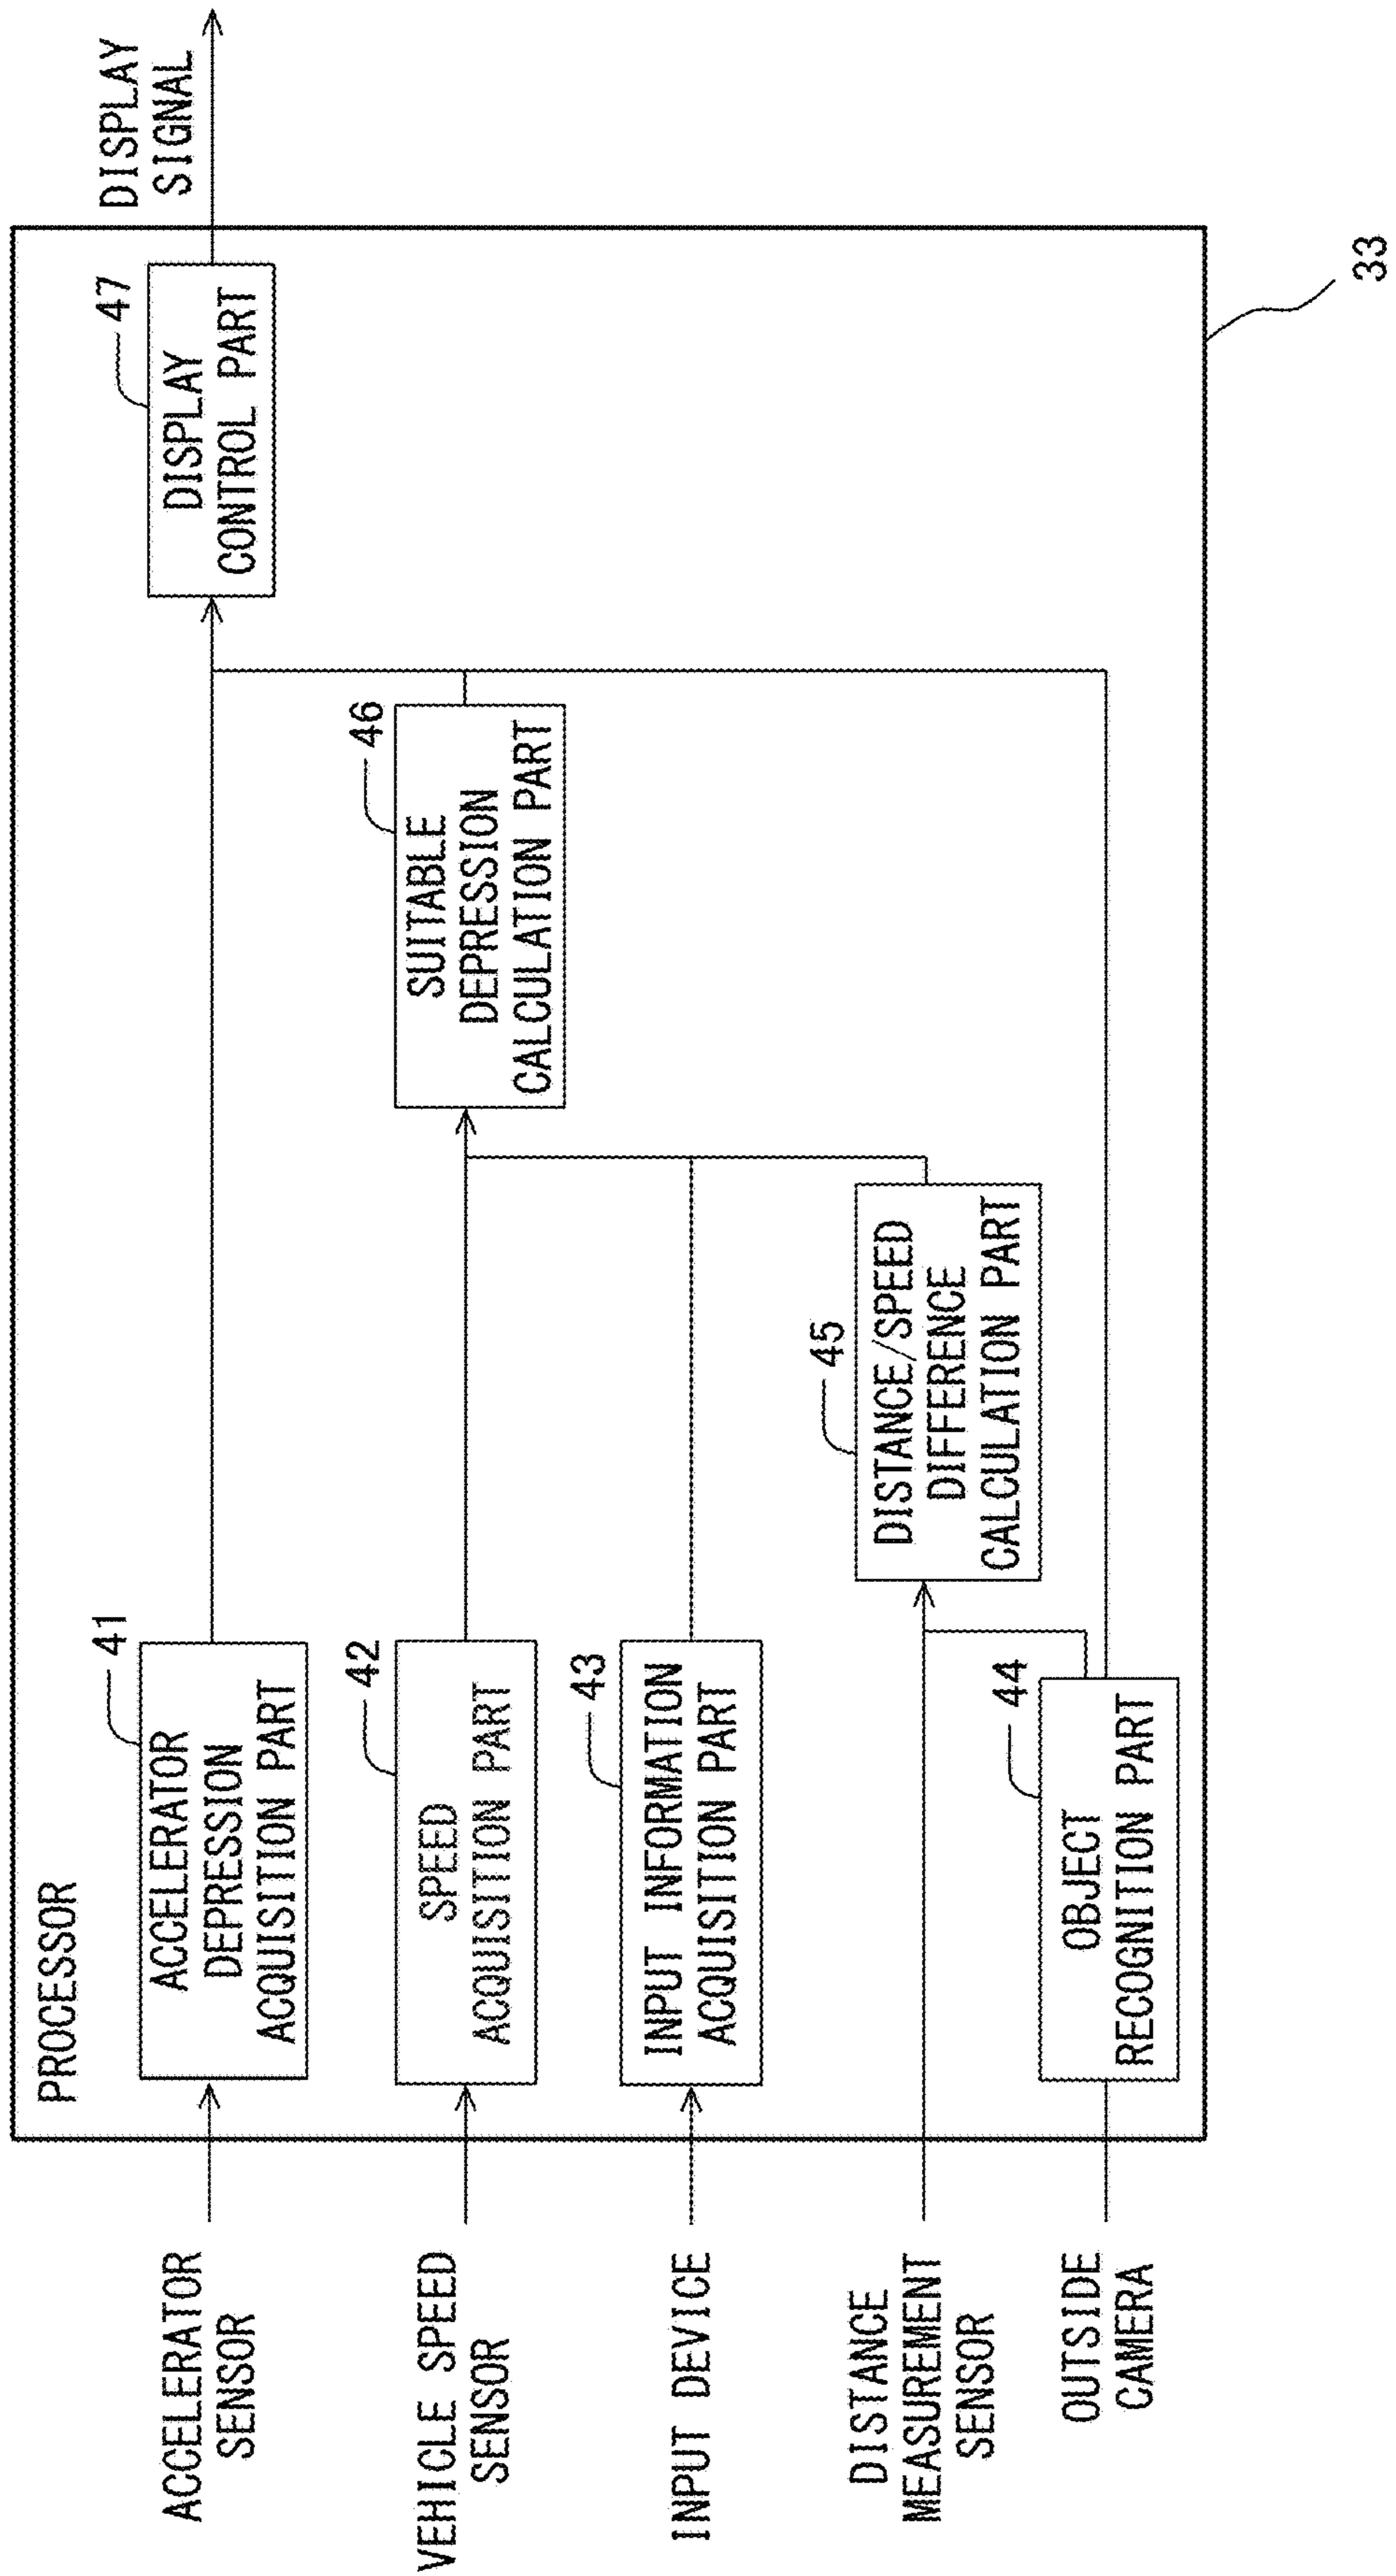 PROCESSOR
ACCELERATOR
SENSOR
41
ACCELERATOR
DEPRESSION
ACQUISITION PART
47
DISPLAY
CONTROL PART
DISPLAY
SIGNAL
VEHICLE SPEED
SENSOR
42
SPEED
ACQUISITION PART
46
SUITABLE
DEPRESSION
CALCULATION PART
INPUT DEVICE
43
INPUT INFORMATION
ACQUISITION PART
DISTANCE
MEASUREMENT
SENSOR
45
DISTANCE/SPEED
DIFFERENCE
CALCULATION PART
OUTSIDE
CAMERA
44
OBJECT
RECOGNITION PART
33